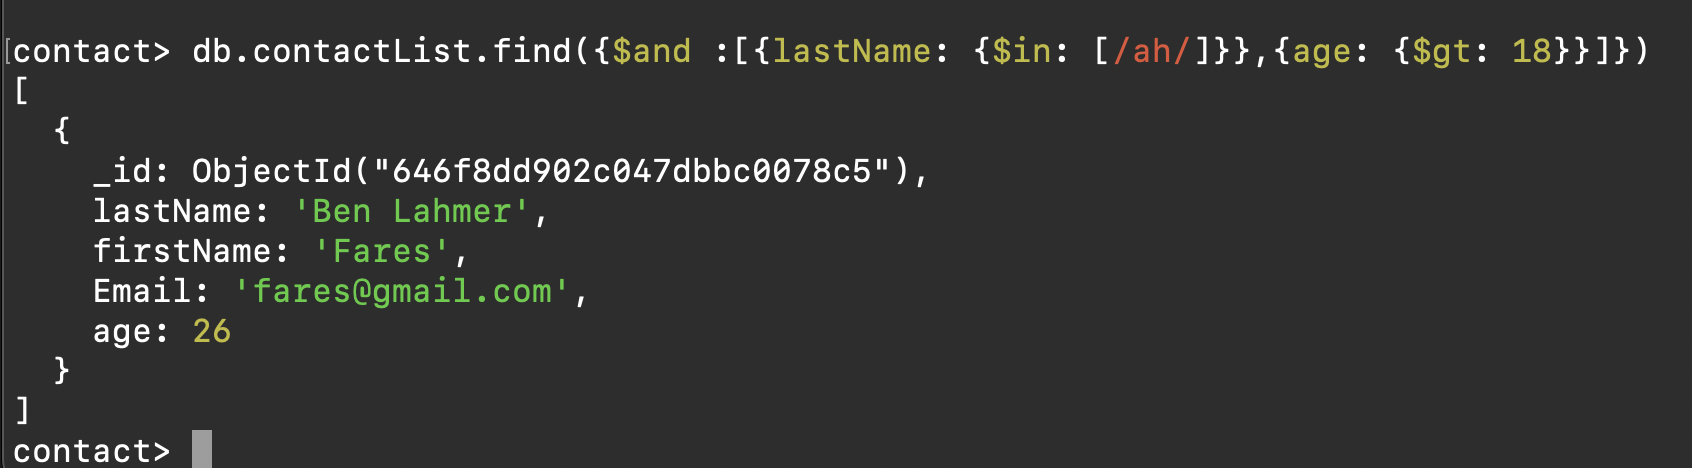 contact> db.contactList.find({$and :[{lastName: {$in: [/ah/]}},{age: {$gt: 18}}]})
[
  {
    _id: ObjectId("646f8dd902c047dbbc0078c5"),
    lastName: 'Ben Lahmer',
    firstName: 'Fares',
    Email: 'fares@gmail.com',
    age: 26
  }
]
contact>